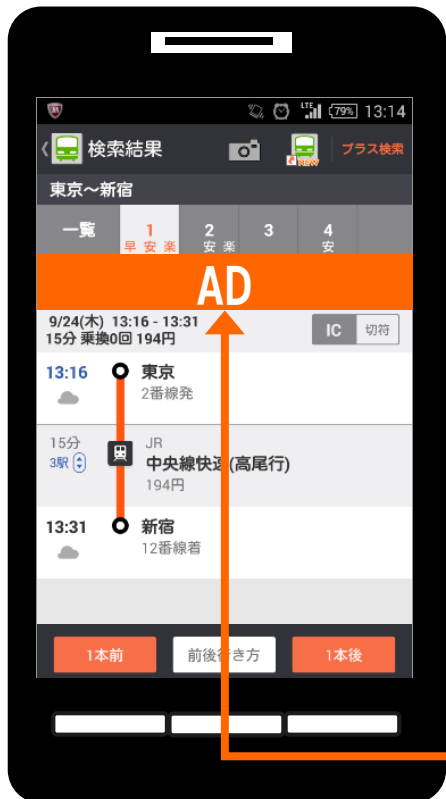 LTE 79% 13:14
検索結果 NEW プラス検索
東京～新宿
一覧 1 2 3 4
早 安 楽 安 楽 安
AD
9/24(木) 13:16 - 13:31
15分 乗換0回 194円
IC 切符
13:16 東京
2番線発
15分 JR
3駅 中央線快速(高尾行)
194円
13:31 新宿
12番線着
1本前 前後行き方 1本後